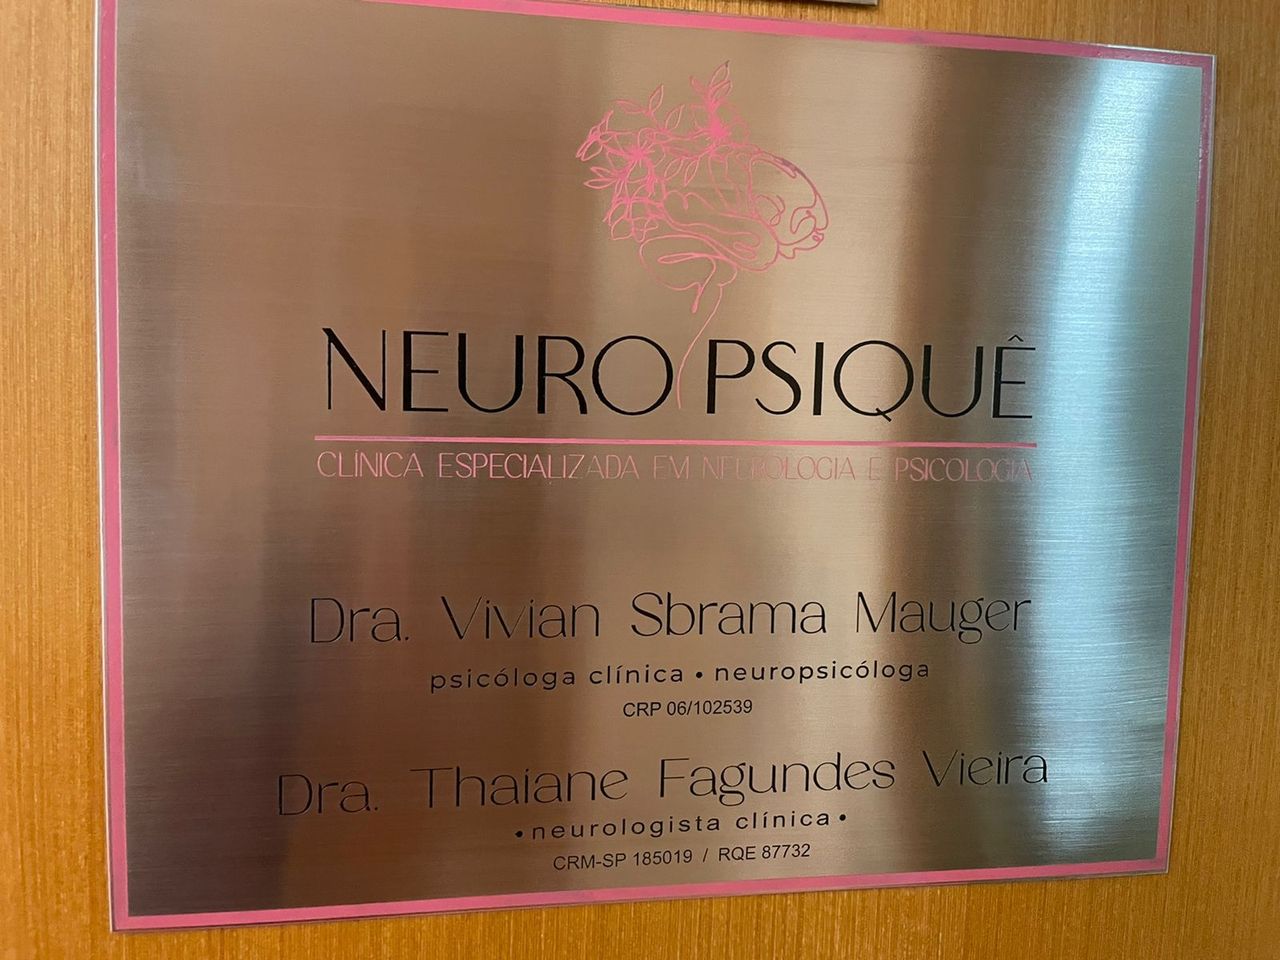 NEURO PSIQUÊ
CLÍNICA ESPECIALIZADA EM NEUROLOGIA E PSICOLOGIA
Dra. Vivian Sbrama Mauger
psicóloga clínica • neuropsicóloga
CRP 06/102539
Dra. Thaiane Fagundes Vieira
•neurologista clínica•
CRM-SP 185019 / RQE 87732